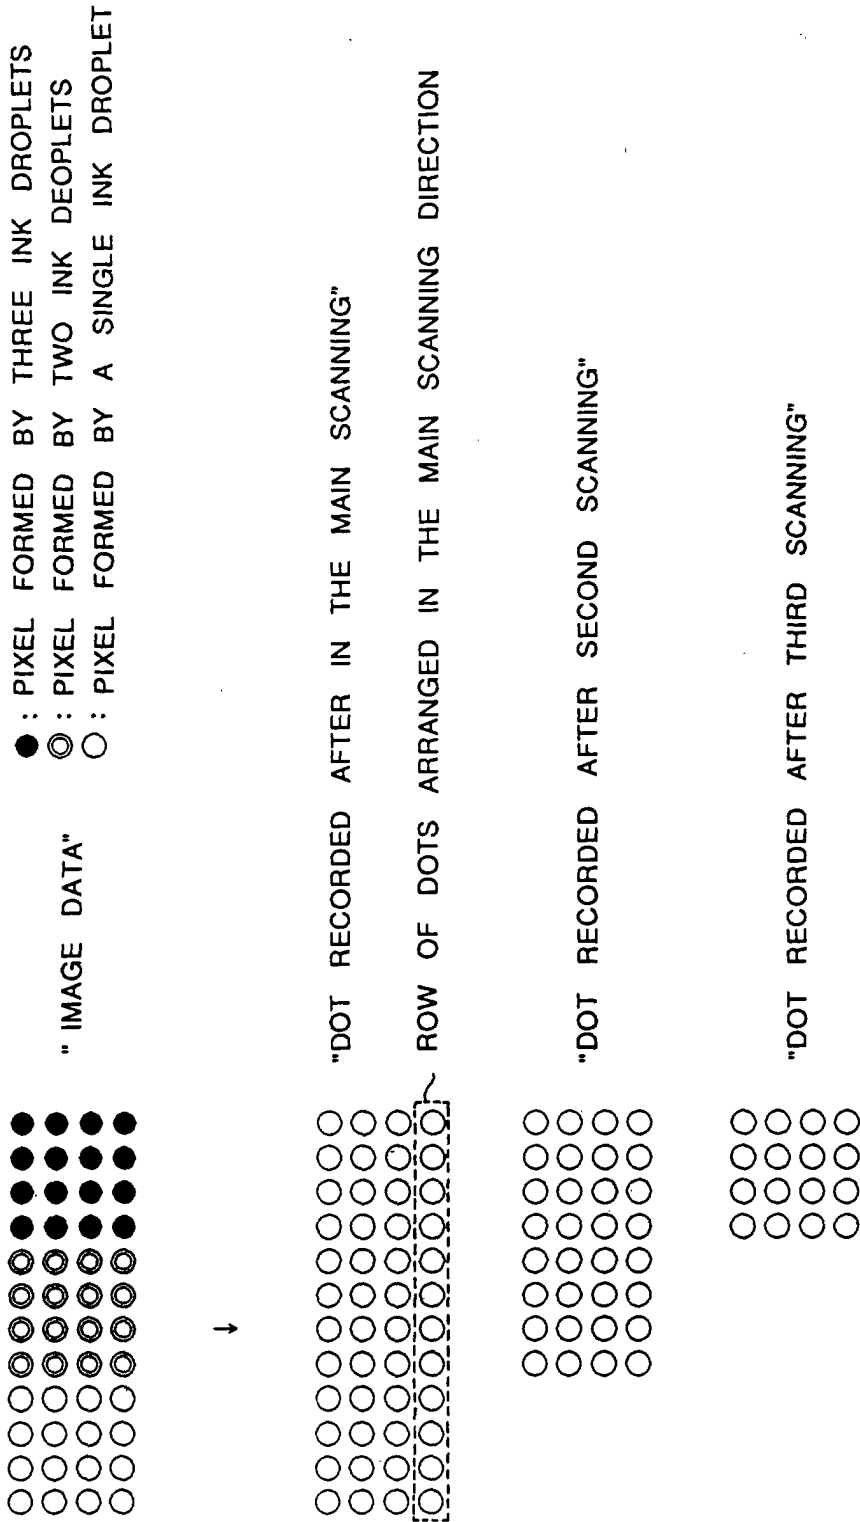 ● : PIXEL FORMED BY THREE INK DROPLETS
◎ : PIXEL FORMED BY TWO INK DEOPLETS
○ : PIXEL FORMED BY A SINGLE INK DROPLET
" IMAGE DATA"
"DOT RECORDED AFTER IN THE MAIN SCANNING"
ROW OF DOTS ARRANGED IN THE MAIN SCANNING DIRECTION
"DOT RECORDED AFTER SECOND SCANNING"
"DOT RECORDED AFTER THIRD SCANNING"